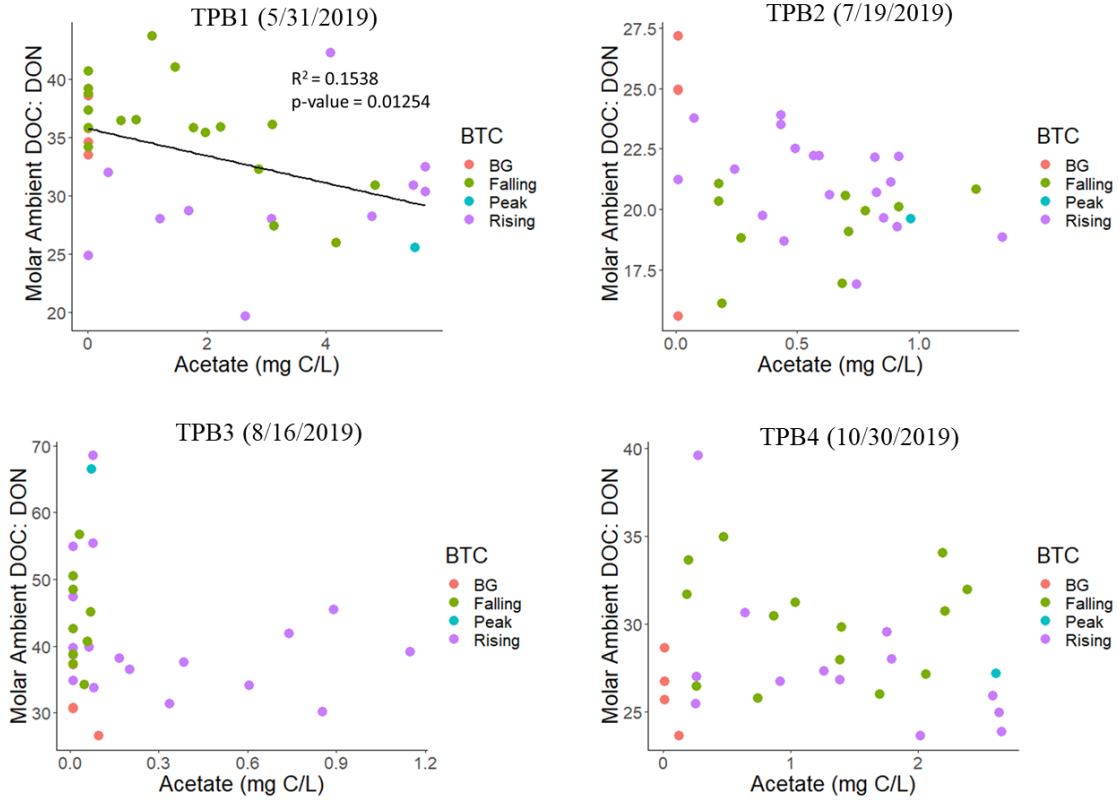 TPB1 (5/31/2019)
Molar Ambient DOC: DON
40
35
30
25
20
R² = 0.1538
p-value = 0.01254
0
2
4
Acetate (mg C/L)
BTC
BG
Falling
Peak
Rising
TPB2 (7/19/2019)
Molar Ambient DOC: DON
27.5
25.0
22.5
20.0
17.5
0.0
0.5
1.0
Acetate (mg C/L)
BTC
BG
Falling
Peak
Rising
TPB3 (8/16/2019)
Molar Ambient DOC: DON
70
60
50
40
30
0.0
0.3
0.6
0.9
1.2
Acetate (mg C/L)
BTC
BG
Falling
Peak
Rising
TPB4 (10/30/2019)
Molar Ambient DOC: DON
40
35
30
25
0
1
2
Acetate (mg C/L)
BTC
BG
Falling
Peak
Rising